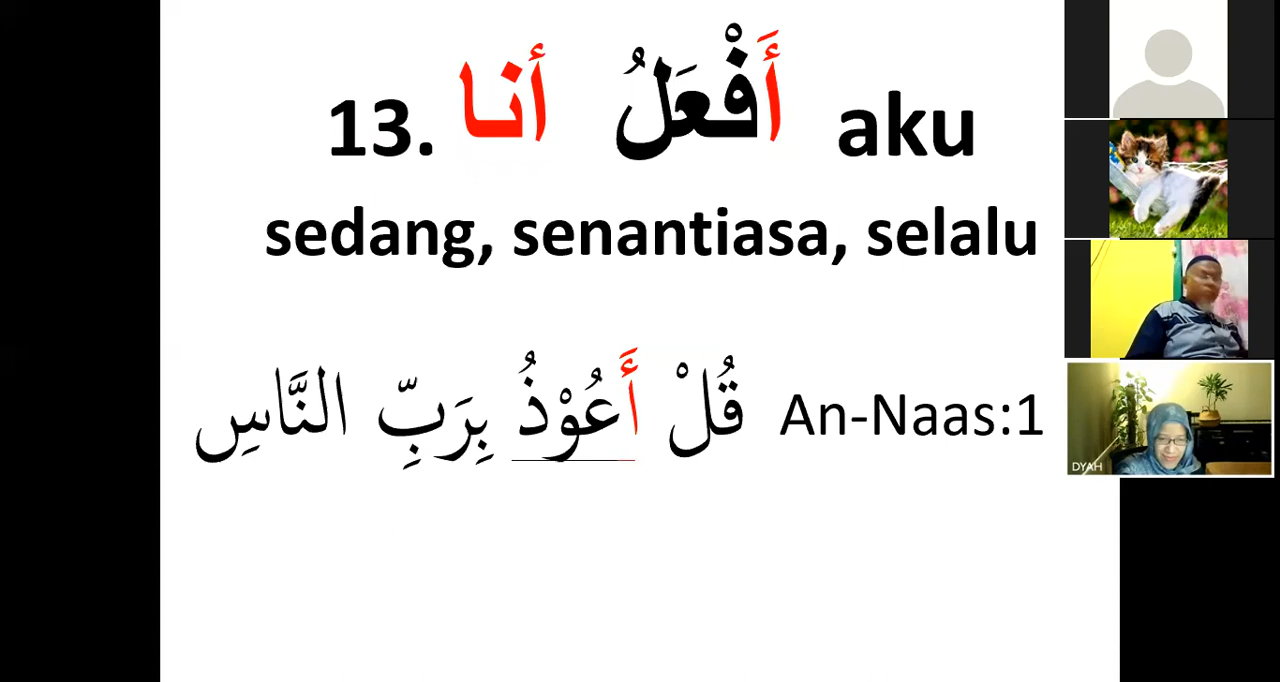 13. أنا أَفْعَلُ aku
sedang, senantiasa, selalu
قُلْ أَعُوْذُ بِرَبِّ النَّاسِ An-Naas:1
DYAH